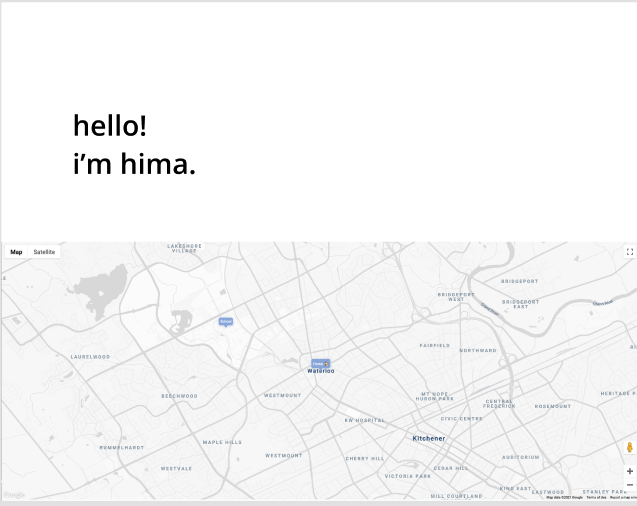 hello!
i'm hima.
Map Satellite
LAKESHORE
VILLAGE
BRIDGEPORT
BRIDGEPORT
WEST
BRIDGEPORT
EAST
FAIRFIELD
NORTHWARD
LAURELWOOD
Waterloo
BEECHWOOD
WESTMOUNT
MT HOPE
HURON PARK
CENTRAL
FREDERICK
ROSEMOUNT
HERITAGE P
KW HOSPITAL
CIVIC CENTRE
Kitchener
MAPLE HILLS
RUMMELHARDT
WESTMOUNT
CHERRY HILL
AUDITORIUM
WESTVALE
CEDAR HILL
VICTORIA PARK
KING EAST
EASTWOOD
STANLEY PARK
MILL COURTLAND
Google
Map data ©2021 Google Terms of Use Report a map erro